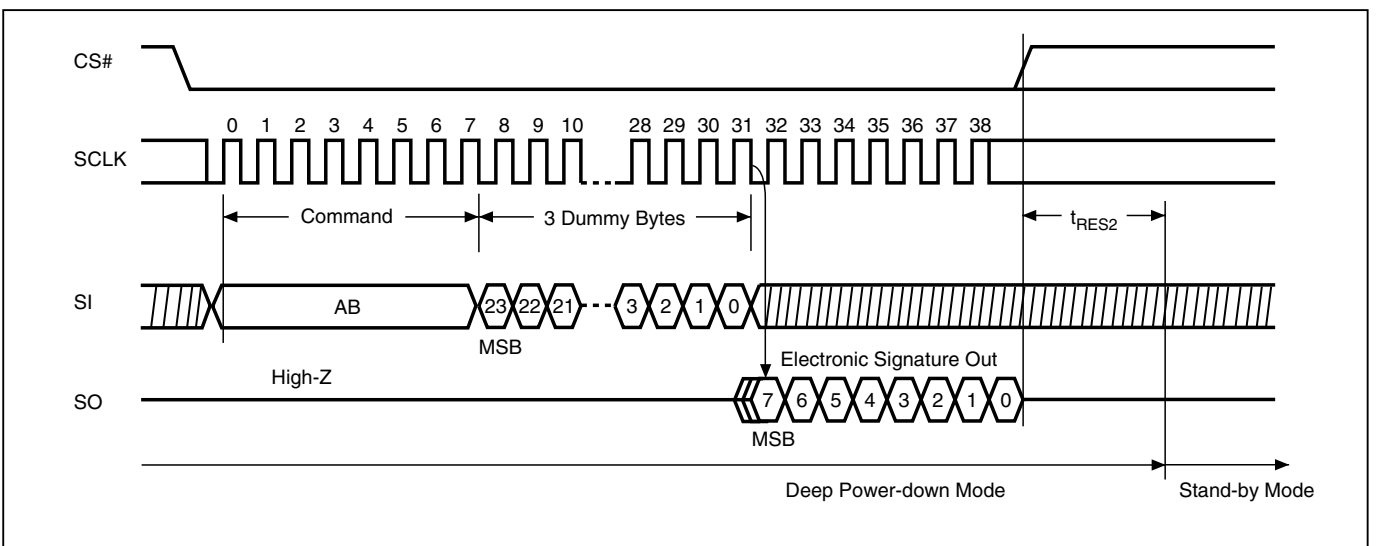 CS#
0 1 2 3 4 5 6 7 8 9 10 28 29 30 31 32 33 34 35 36 37 38
SCLK
Command 3 Dummy Bytes tRES2
SI AB 23 22 21 3 2 1 0
MSB
High-Z Electronic Signature Out
SO 7 6 5 4 3 2 1 0
MSB
Deep Power-down Mode Stand-by Mode